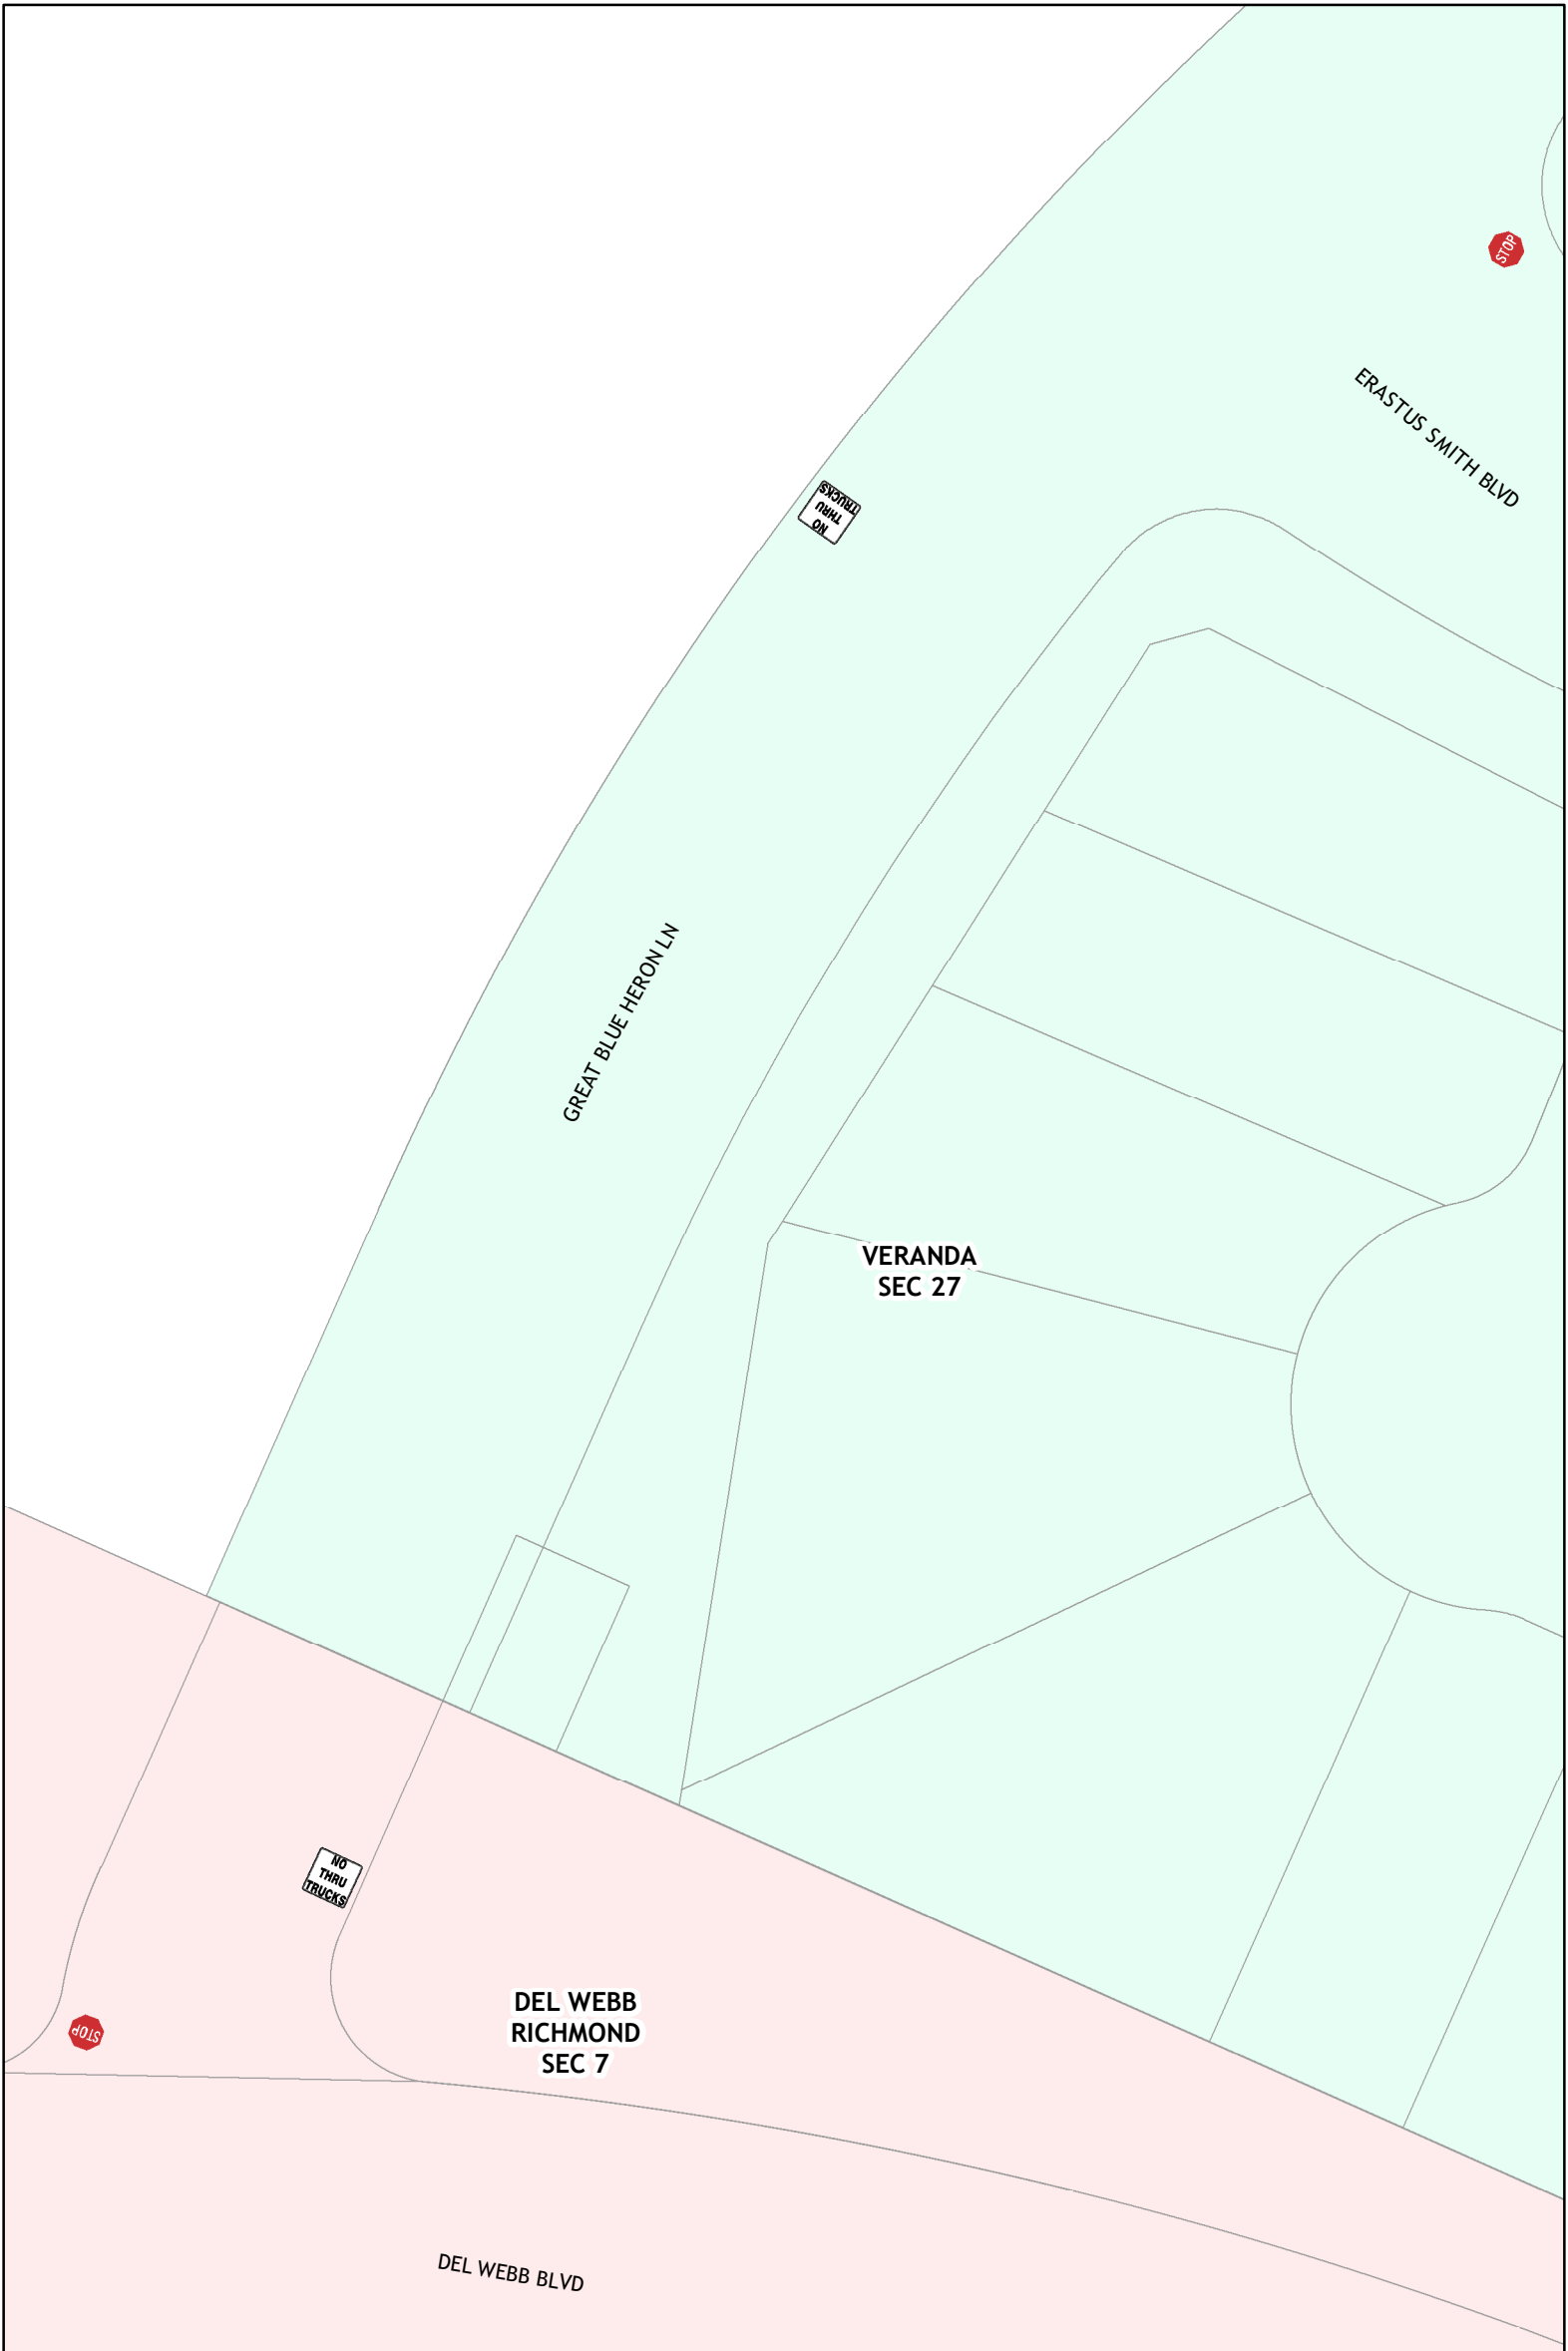 STOP
ERASTUS SMITH BLVD
NO
THRU
TRUCKS
GREAT BLUE HERON LN
VERANDA
SEC 27
NO
THRU
TRUCKS
DEL WEBB
RICHMOND
SEC 7
STOP
DEL WEBB BLVD